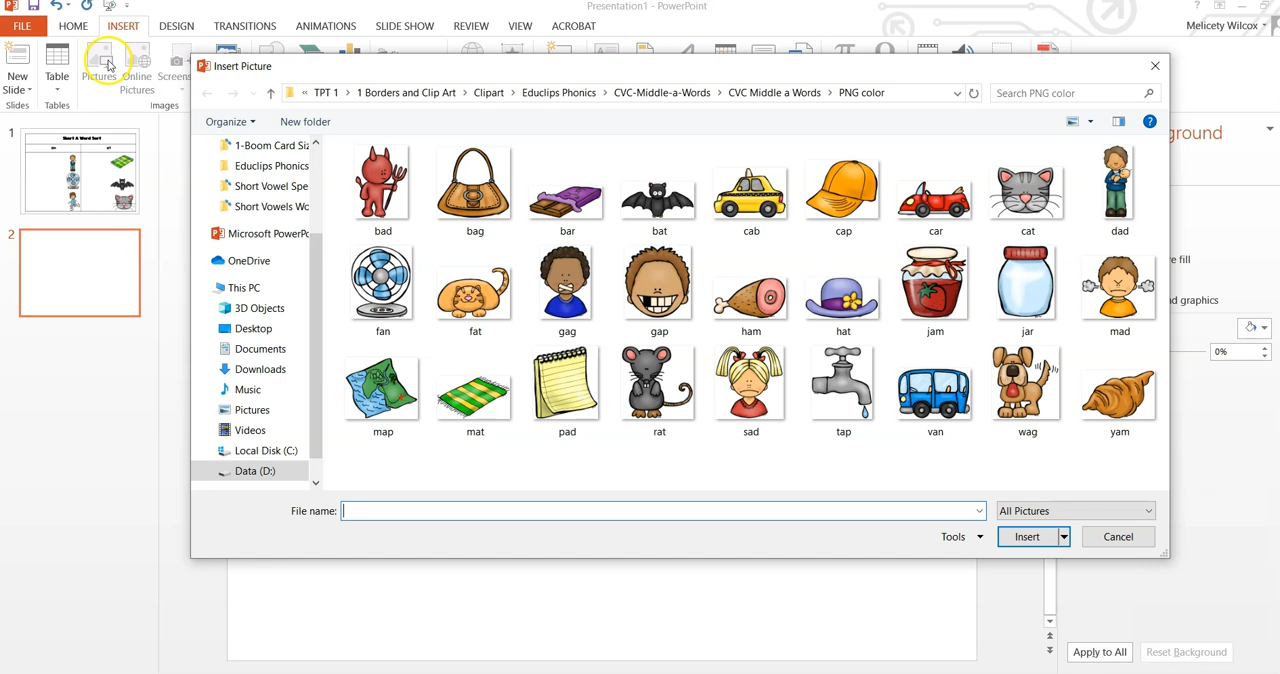 Presentation1 - PowerPoint
FILE HOME INSERT DESIGN TRANSITIONS ANIMATIONS SLIDE SHOW REVIEW VIEW ACROBAT
Melicety Wilcox
New Slide
Table
Pictures
Online Pictures
Screens
Slides
Tables
Images
Insert Picture
« TPT 1 > 1 Borders and Clip Art > Clipart > Educlips Phonics > CVC-Middle-a-Words > CVC Middle a Words > PNG color
Search PNG color
Organize
New folder
1-Boom Card Siz
Educlips Phonics
Short Vowel Spe
Short Vowels Wo
Microsoft PowerPo
OneDrive
This PC
3D Objects
Desktop
Documents
Downloads
Music
Pictures
Videos
Local Disk (C:)
Data (D:)
bad bag bar bat cab cap car cat dad
fan fat gag gap ham hat jam jar mad
map mat pad rat sad tap van wag yam
File name:
All Pictures
Tools
Insert
Cancel
1
Short A Word Sort
2
ground
e fill
d graphics
0%
Apply to All
Reset Background